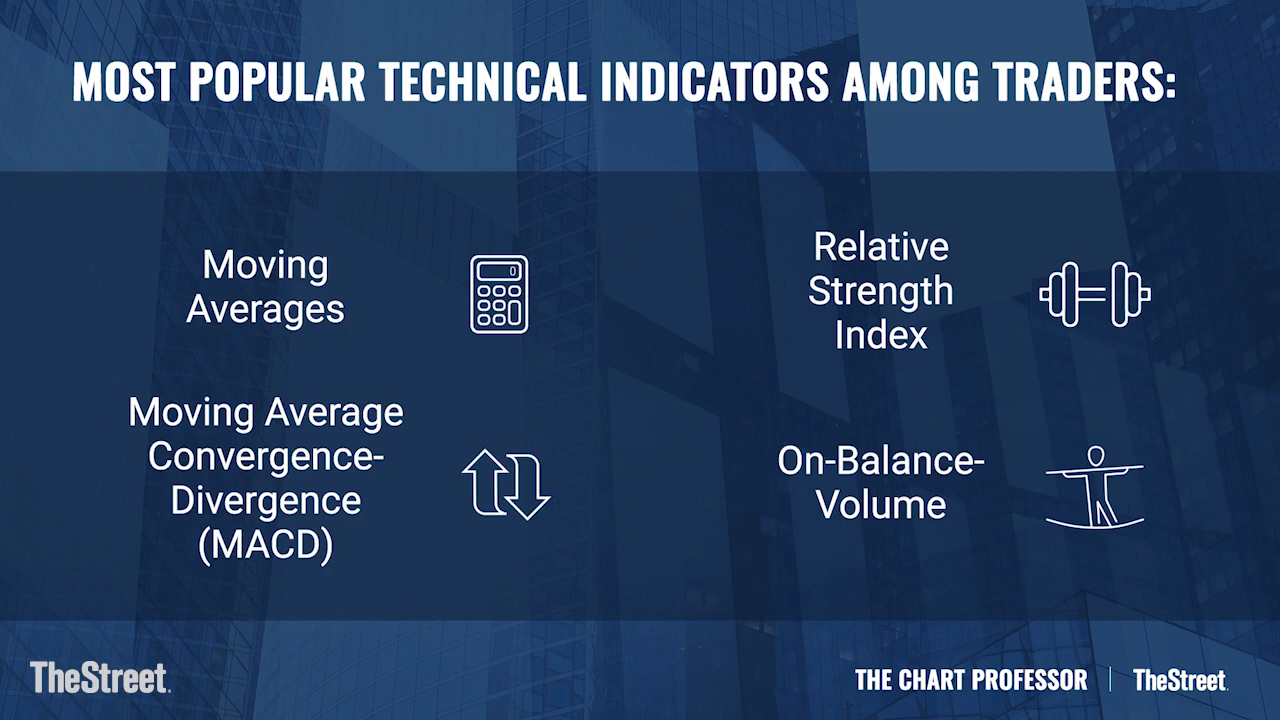 MOST POPULAR TECHNICAL INDICATORS AMONG TRADERS:
Moving
Averages
0
Relative
Strength
Index
Moving Average
Convergence-
Divergence
(MACD)
On-Balance-
Volume
TheStreet.
THE CHART PROFESSOR | TheStreet.